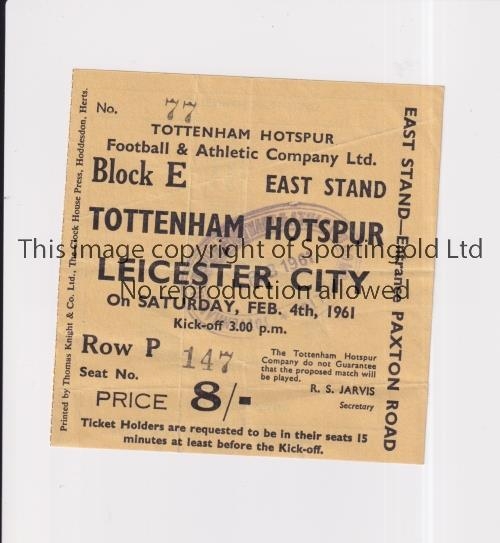 No. 77
TOTTENHAM HOTSPUR
Football & Athletic Company Ltd.
Block E EAST STAND
TOTTENHAM HOTSPUR
v
LEICESTER CITY
on SATURDAY, FEB. 4th, 1961
Kick-off 3.00 p.m.
Row P 147
Seat No.
The Tottenham Hotspur
Company do not Guarantee
that the proposed match will
be played.
R. S. JARVIS
Secretary
PRICE 8/-
Ticket Holders are requested to be in their seats 15
minutes at least before the Kick-off.
EAST STAND—Entrance PAXTON ROAD
Printed by Thomas Knight & Co. Ltd., The Clock House Press, Hoddesdon, Herts.
This image copyright of Sportingold Ltd
No reproduction allowed